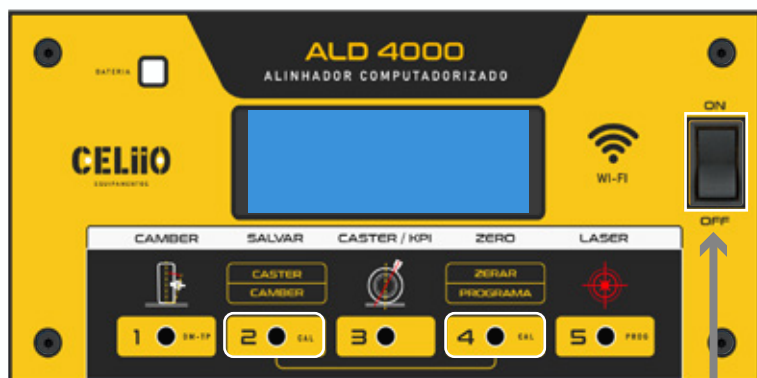 ALD 4000
ALINHADOR COMPUTADORIZADO
BATERIA
ON
CELiiO
EQUIPAMENTOS
WI-FI
OFF
CAMBER SALVAR CASTER / KPI ZERO LASER
CASTER ZERAR
CAMBER PROGRAMA
1 DM-TP 2 CAL 3 4 CAL 5 PROG